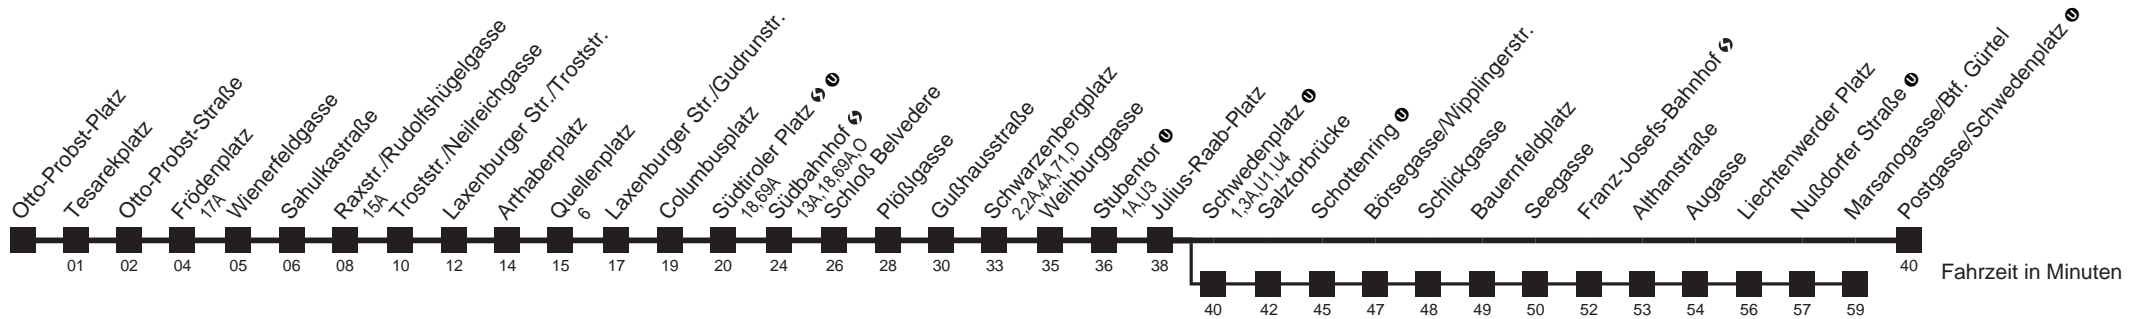 Otto-Probst-Platz
Tesarekplatz
Otto-Probst-Straße
Frödenplatz
17A
Wienerfeldgasse
Sahulkastraße
Raxstr./Rudolfshügelgasse
15A
Troststr./Neilreichgasse
Laxenburger Str./Troststr.
Arthaberplatz
Quellenplatz
6
Laxenburger Str./Gudrunstr.
Columbusplatz
Südtiroler Platz S U
18,69A
Südbahnhof S
13A,18,69A,O
Schloß Belvedere
Plößlgasse
Gußhausstraße
Schwarzenbergplatz
2,2A,4A,71,D
Weihburggasse
Stubentor U
1A,U3
Julius-Raab-Platz
Schwedenplatz U
1,3A,U1,U4
Salztorbrücke
Schottenring U
Börsegasse/Wipplingerstr.
Schlickgasse
Bauernfeldplatz
Seegasse
Franz-Josefs-Bahnhof S
Althanstraße
Augasse
Liechtenwerder Platz
Nußdorfer Straße U
Marsanogasse/Btf. Gürtel
Postgasse/Schwedenplatz U
01 02 04 05 06 08 10 12 14 15 17 19 20 24 26 28 30 33 35 36 38 40
Fahrzeit in Minuten
40 42 45 47 48 49 50 52 53 54 56 57 59